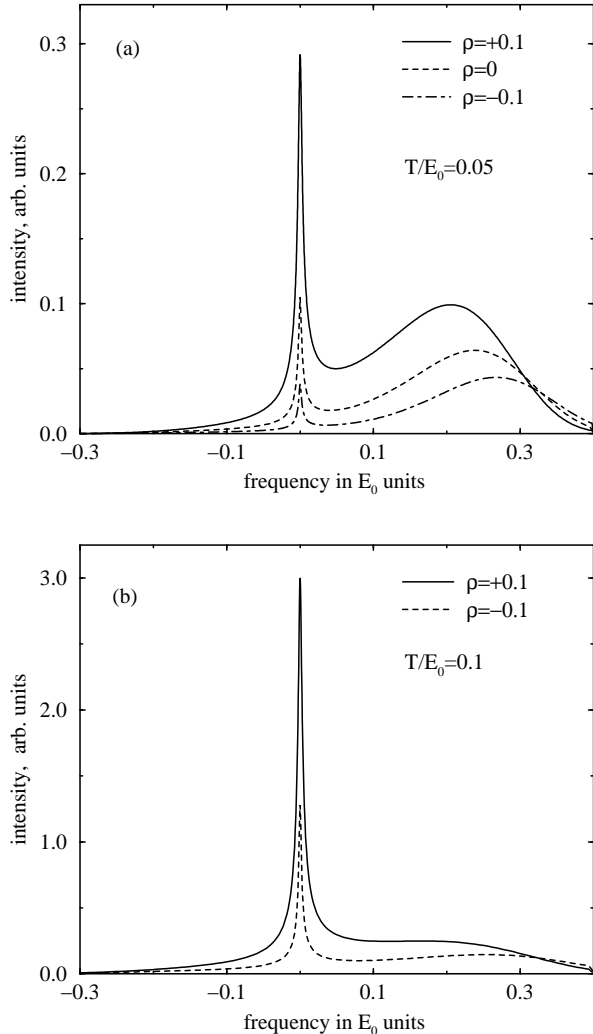 (a)
ρ=+0.1
ρ=0
ρ=−0.1
T/E₀=0.05
intensity, arb. units
0.3
0.2
0.1
0.0
−0.3
−0.1
0.1
0.3
frequency in E₀ units
(b)
ρ=+0.1
ρ=−0.1
T/E₀=0.1
intensity, arb. units
3.0
2.0
1.0
0.0
−0.3
−0.1
0.1
0.3
frequency in E₀ units